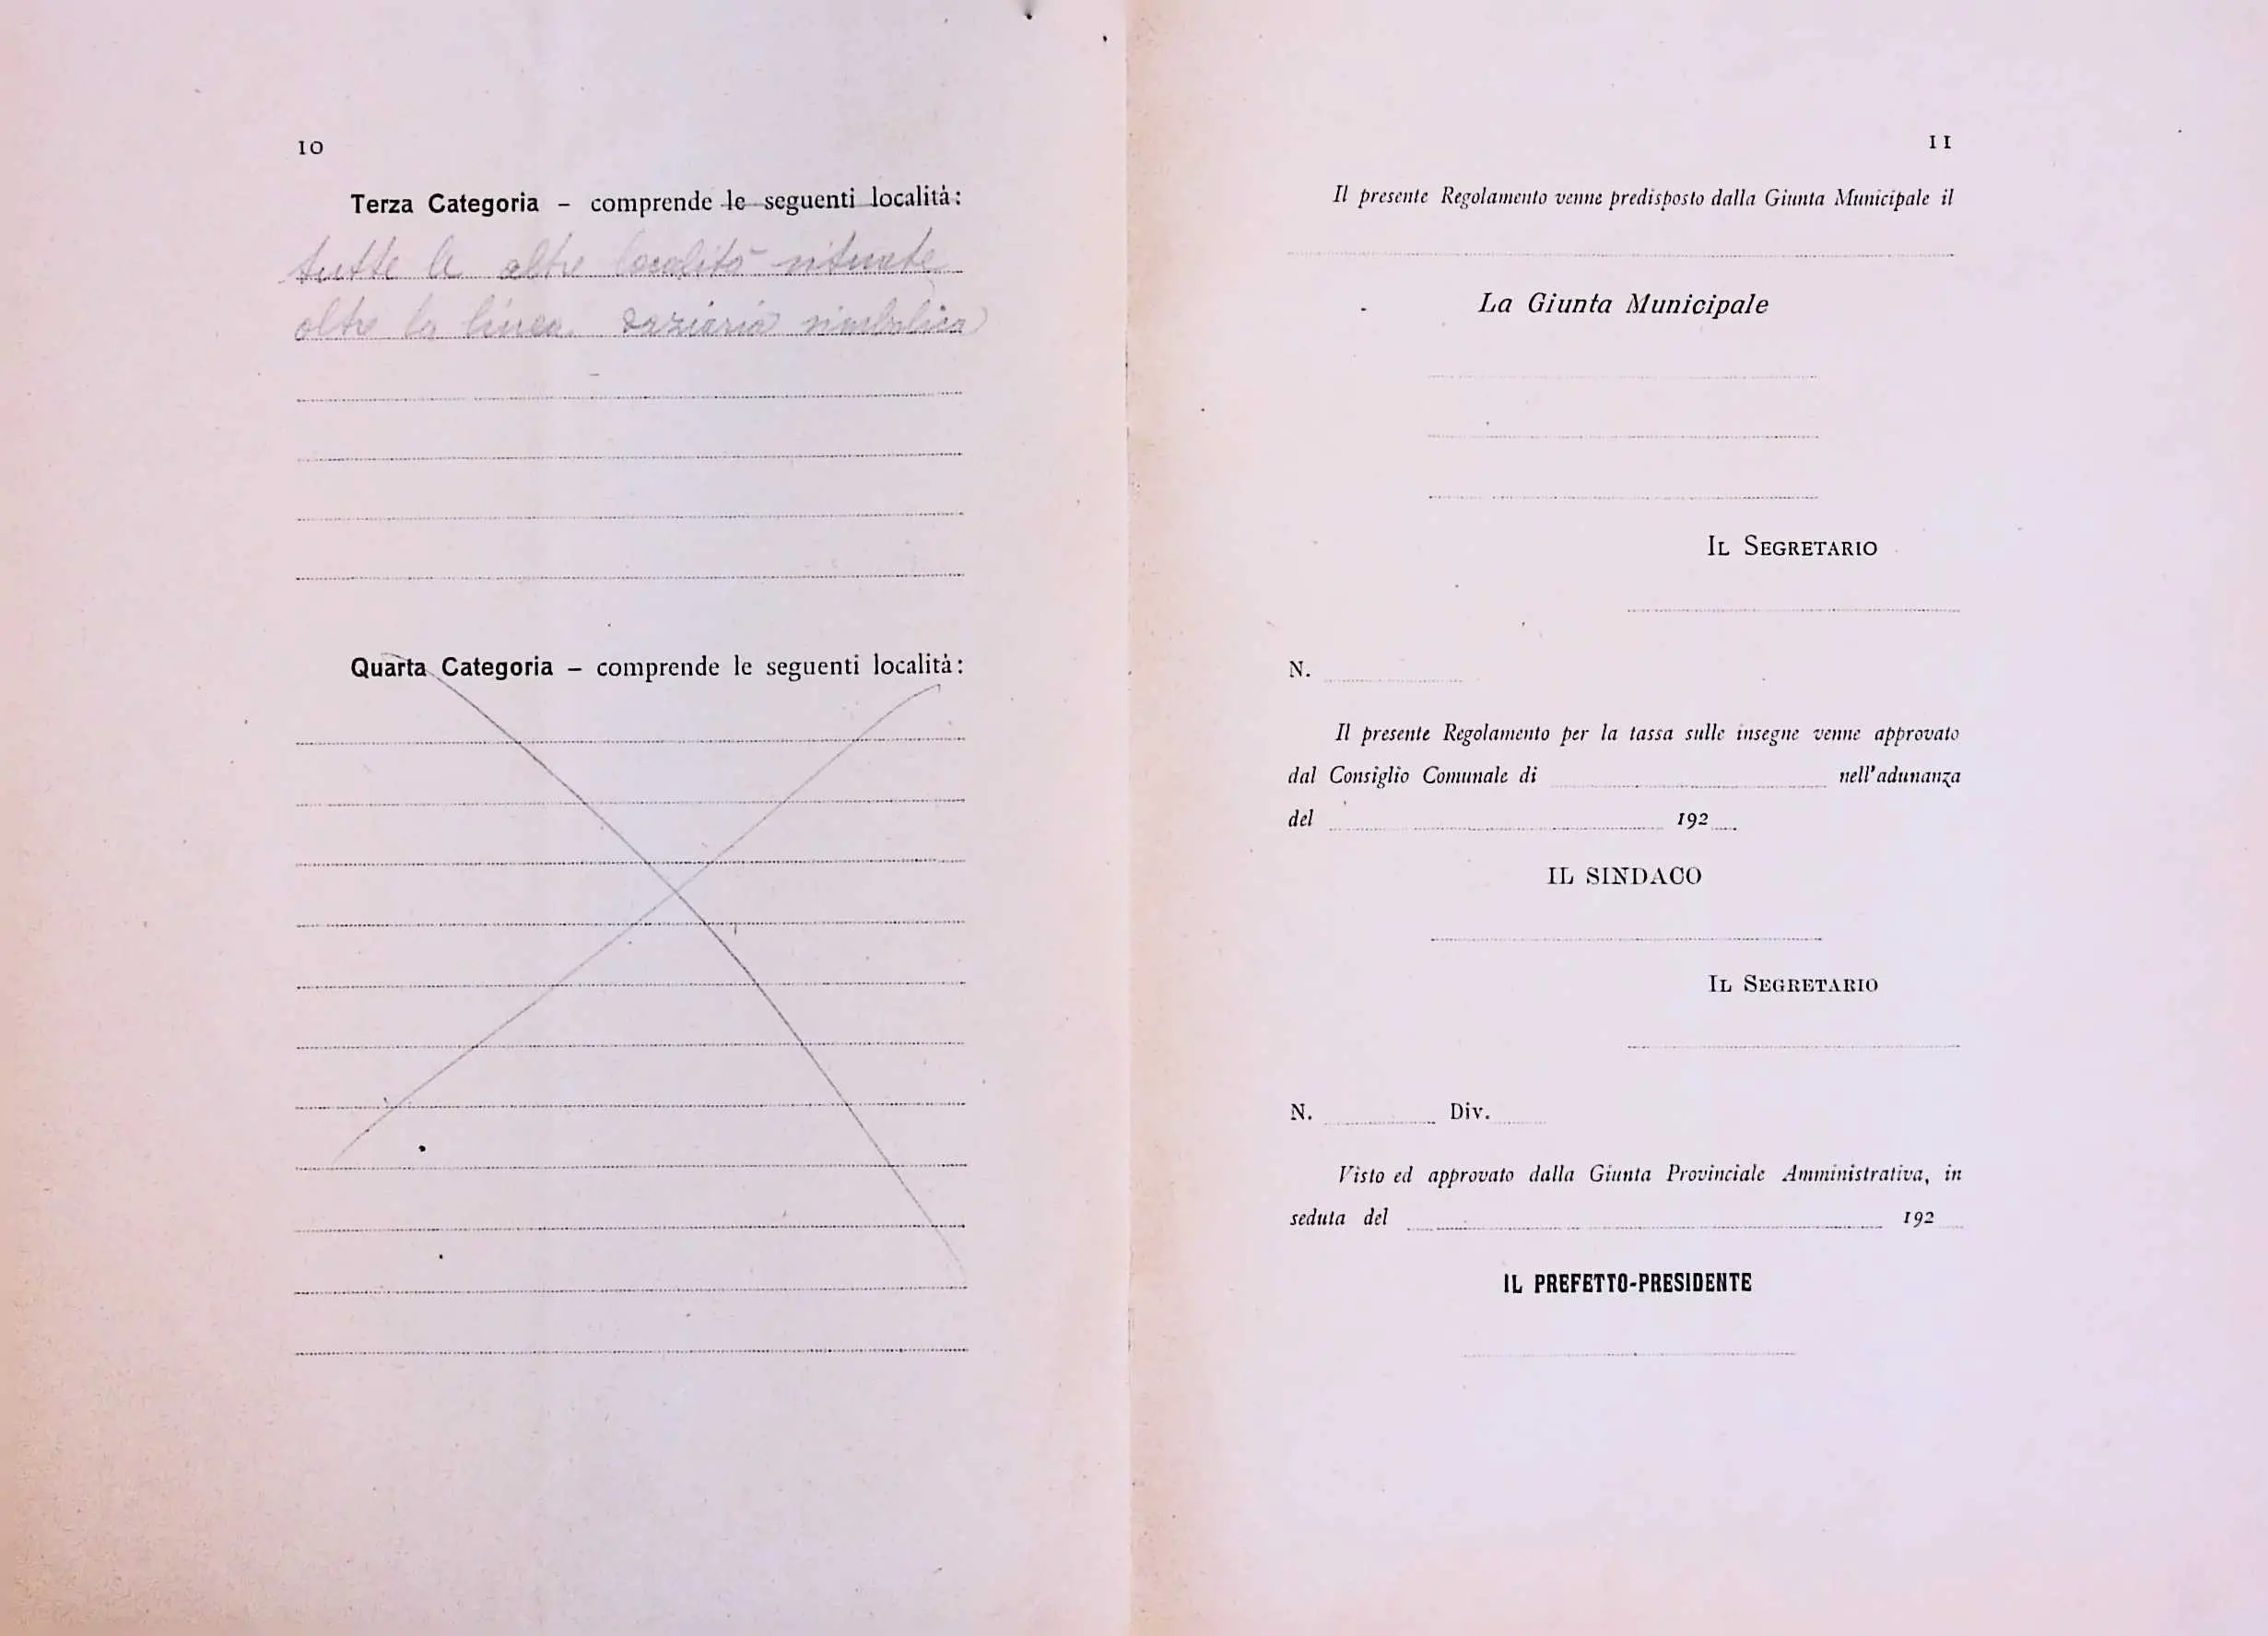 10
Terza Categoria – comprende le seguenti località:
tutte le altre località situate
oltre la linea daziaria simbolica
Quarta Categoria – comprende le seguenti località:
11
Il presente Regolamento venne predisposto dalla Giunta Municipale il
La Giunta Municipale
IL SEGRETARIO
N.
Il presente Regolamento per la tassa sulle insegne venne approvato
dal Consiglio Comunale di nell'adunanza
del 192
IL SINDACO
IL SEGRETARIO
N. Div.
Visto ed approvato dalla Giunta Provinciale Amministrativa, in
seduta del 192
IL PREFETTO-PRESIDENTE